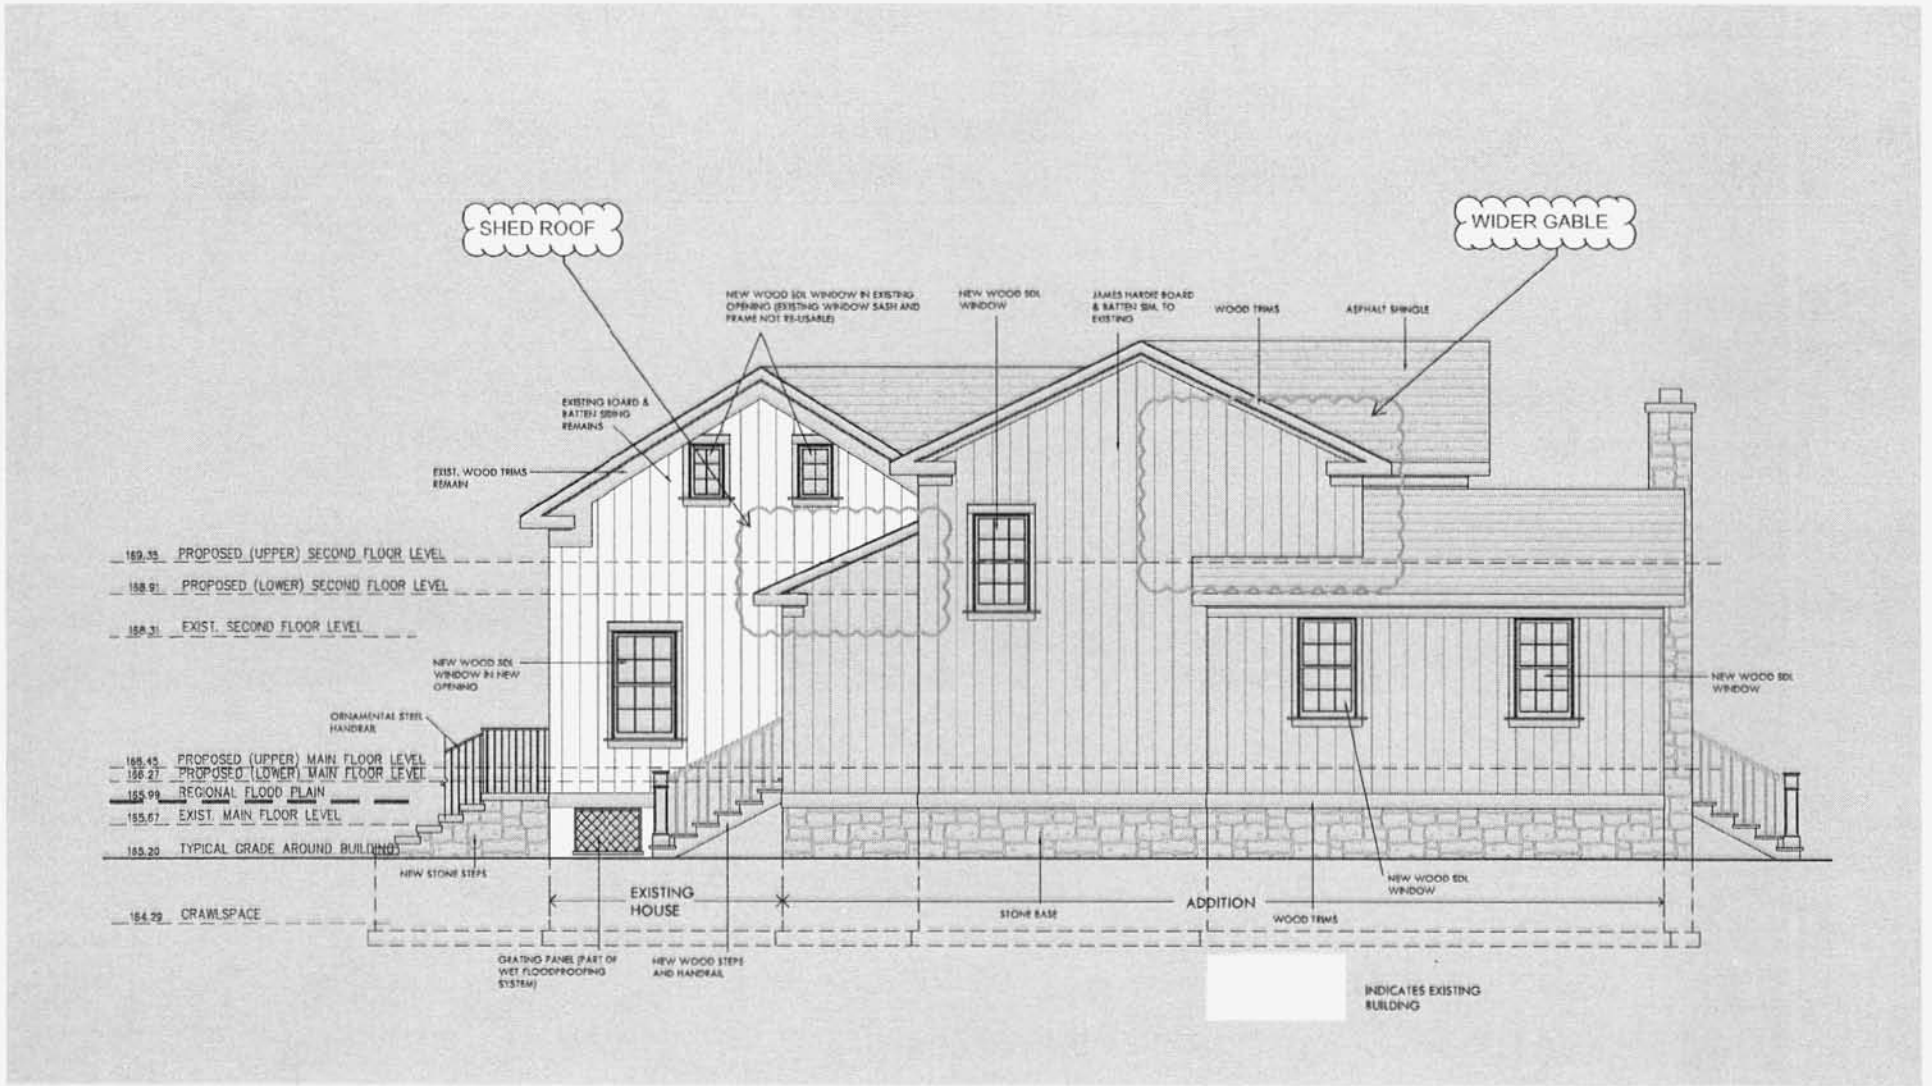 SHED ROOF
WIDER GABLE
NEW WOOD SDL WINDOW IN EXISTING
OPENING (EXISTING WINDOW SASH AND
FRAME NOT RE-USABLE)
NEW WOOD SDL
WINDOW
JAMES HARDIE BOARD
& BATTEN SIM. TO
EXISTING
WOOD TRIMS
ASPHALT SHINGLE
EXISTING BOARD &
BATTEN SIDING
REMAINS
EXIST. WOOD TRIMS
REMAIN
169.35 PROPOSED (UPPER) SECOND FLOOR LEVEL
168.91 PROPOSED (LOWER) SECOND FLOOR LEVEL
168.31 EXIST. SECOND FLOOR LEVEL
NEW WOOD SDL
WINDOW IN NEW
OPENING
NEW WOOD SDL
WINDOW
ORNAMENTAL STEEL
HANDRAIL
166.45 PROPOSED (UPPER) MAIN FLOOR LEVEL
166.27 PROPOSED (LOWER) MAIN FLOOR LEVEL
165.99 REGIONAL FLOOD PLAIN
165.67 EXIST. MAIN FLOOR LEVEL
165.20 TYPICAL GRADE AROUND BUILDING
NEW STONE STEPS
NEW WOOD SDL
WINDOW
EXISTING
HOUSE
ADDITION
164.29 CRAWLSPACE
STONE BASE
WOOD TRIMS
GRATING PANEL (PART OF
WET FLOODPROOFING
SYSTEM)
NEW WOOD STEPS
AND HANDRAIL
INDICATES EXISTING
BUILDING